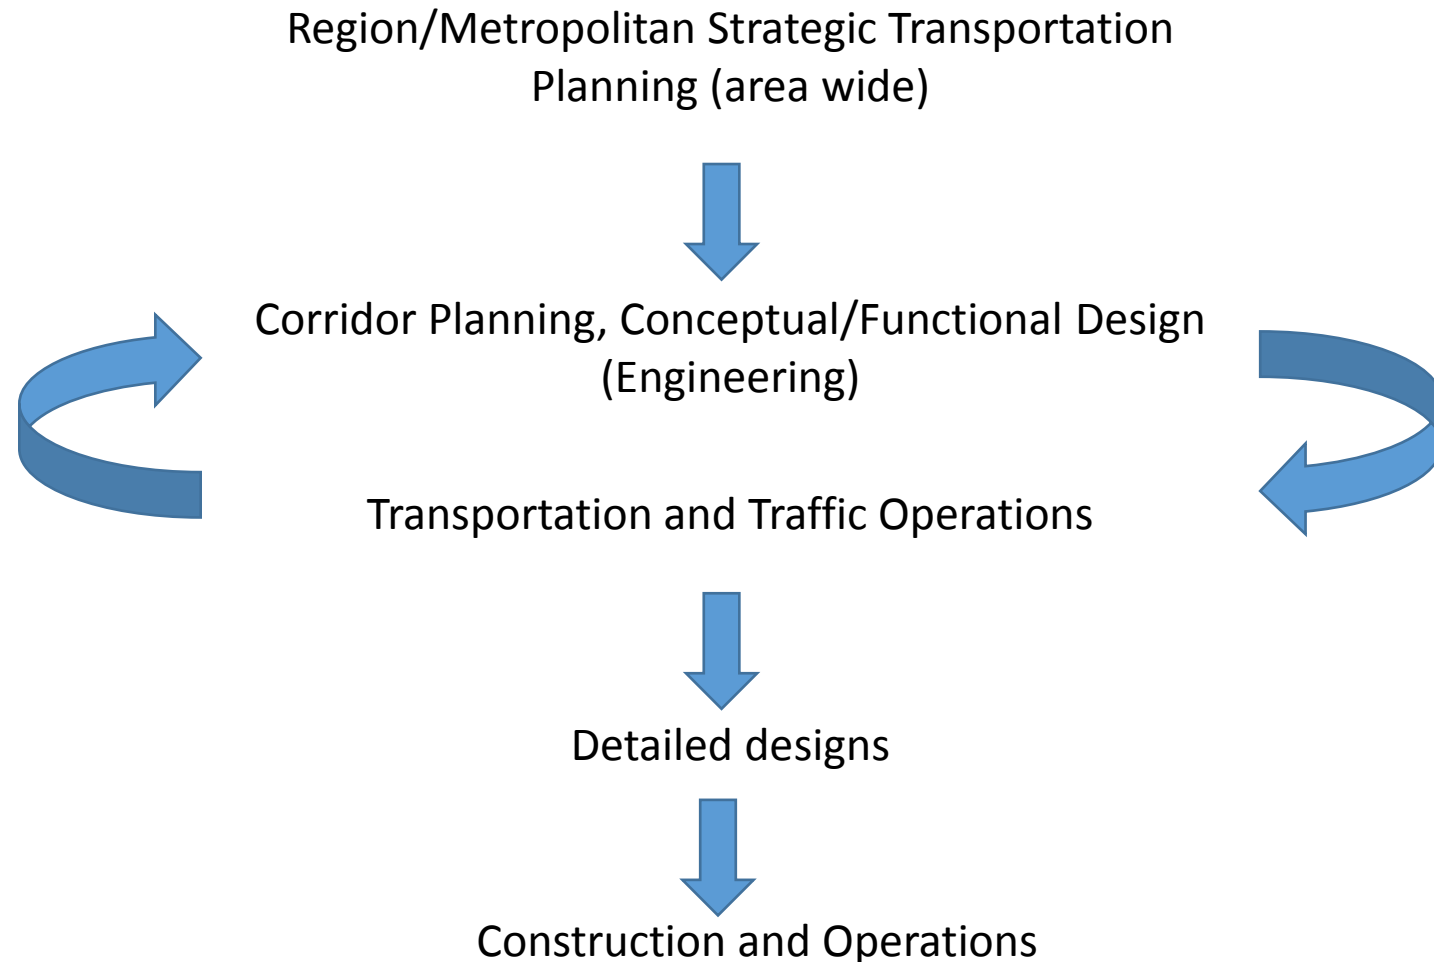 Region/Metropolitan Strategic Transportation
Planning (area wide)
Corridor Planning, Conceptual/Functional Design
(Engineering)
Transportation and Traffic Operations
Detailed designs
Construction and Operations